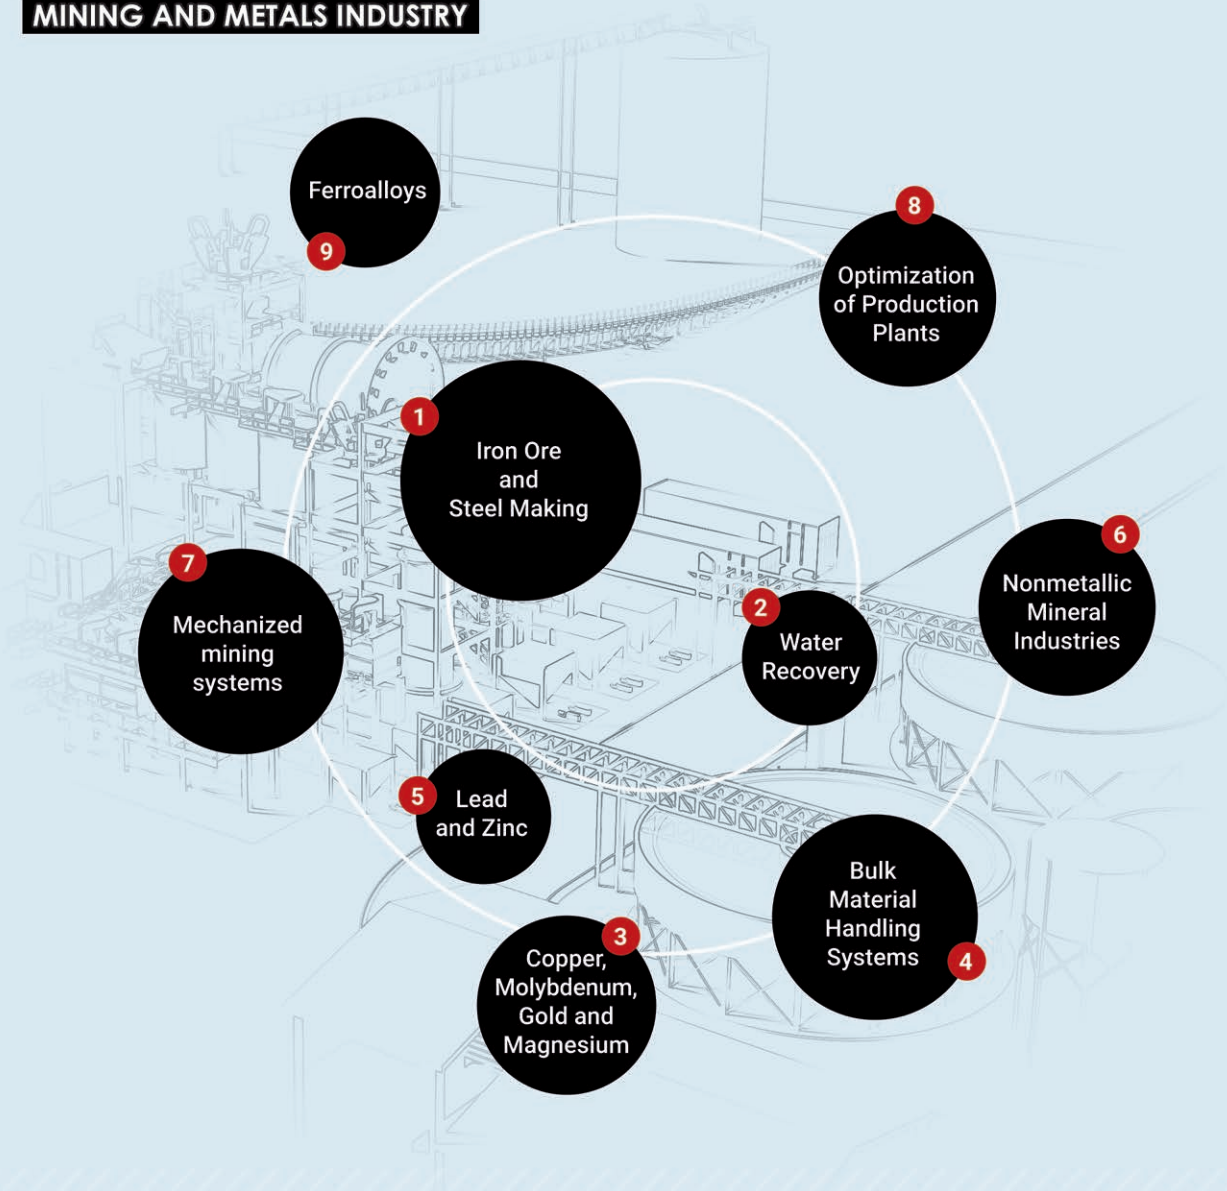 MINING AND METALS INDUSTRY
Ferroalloys
9
8
Optimization
of Production
Plants
1
Iron Ore
and
Steel Making
7
Mechanized
mining
systems
2
Water
Recovery
6
Nonmetallic
Mineral
Industries
5
Lead
and Zinc
3
Copper,
Molybdenum,
Gold and
Magnesium
Bulk
Material
Handling
Systems
4